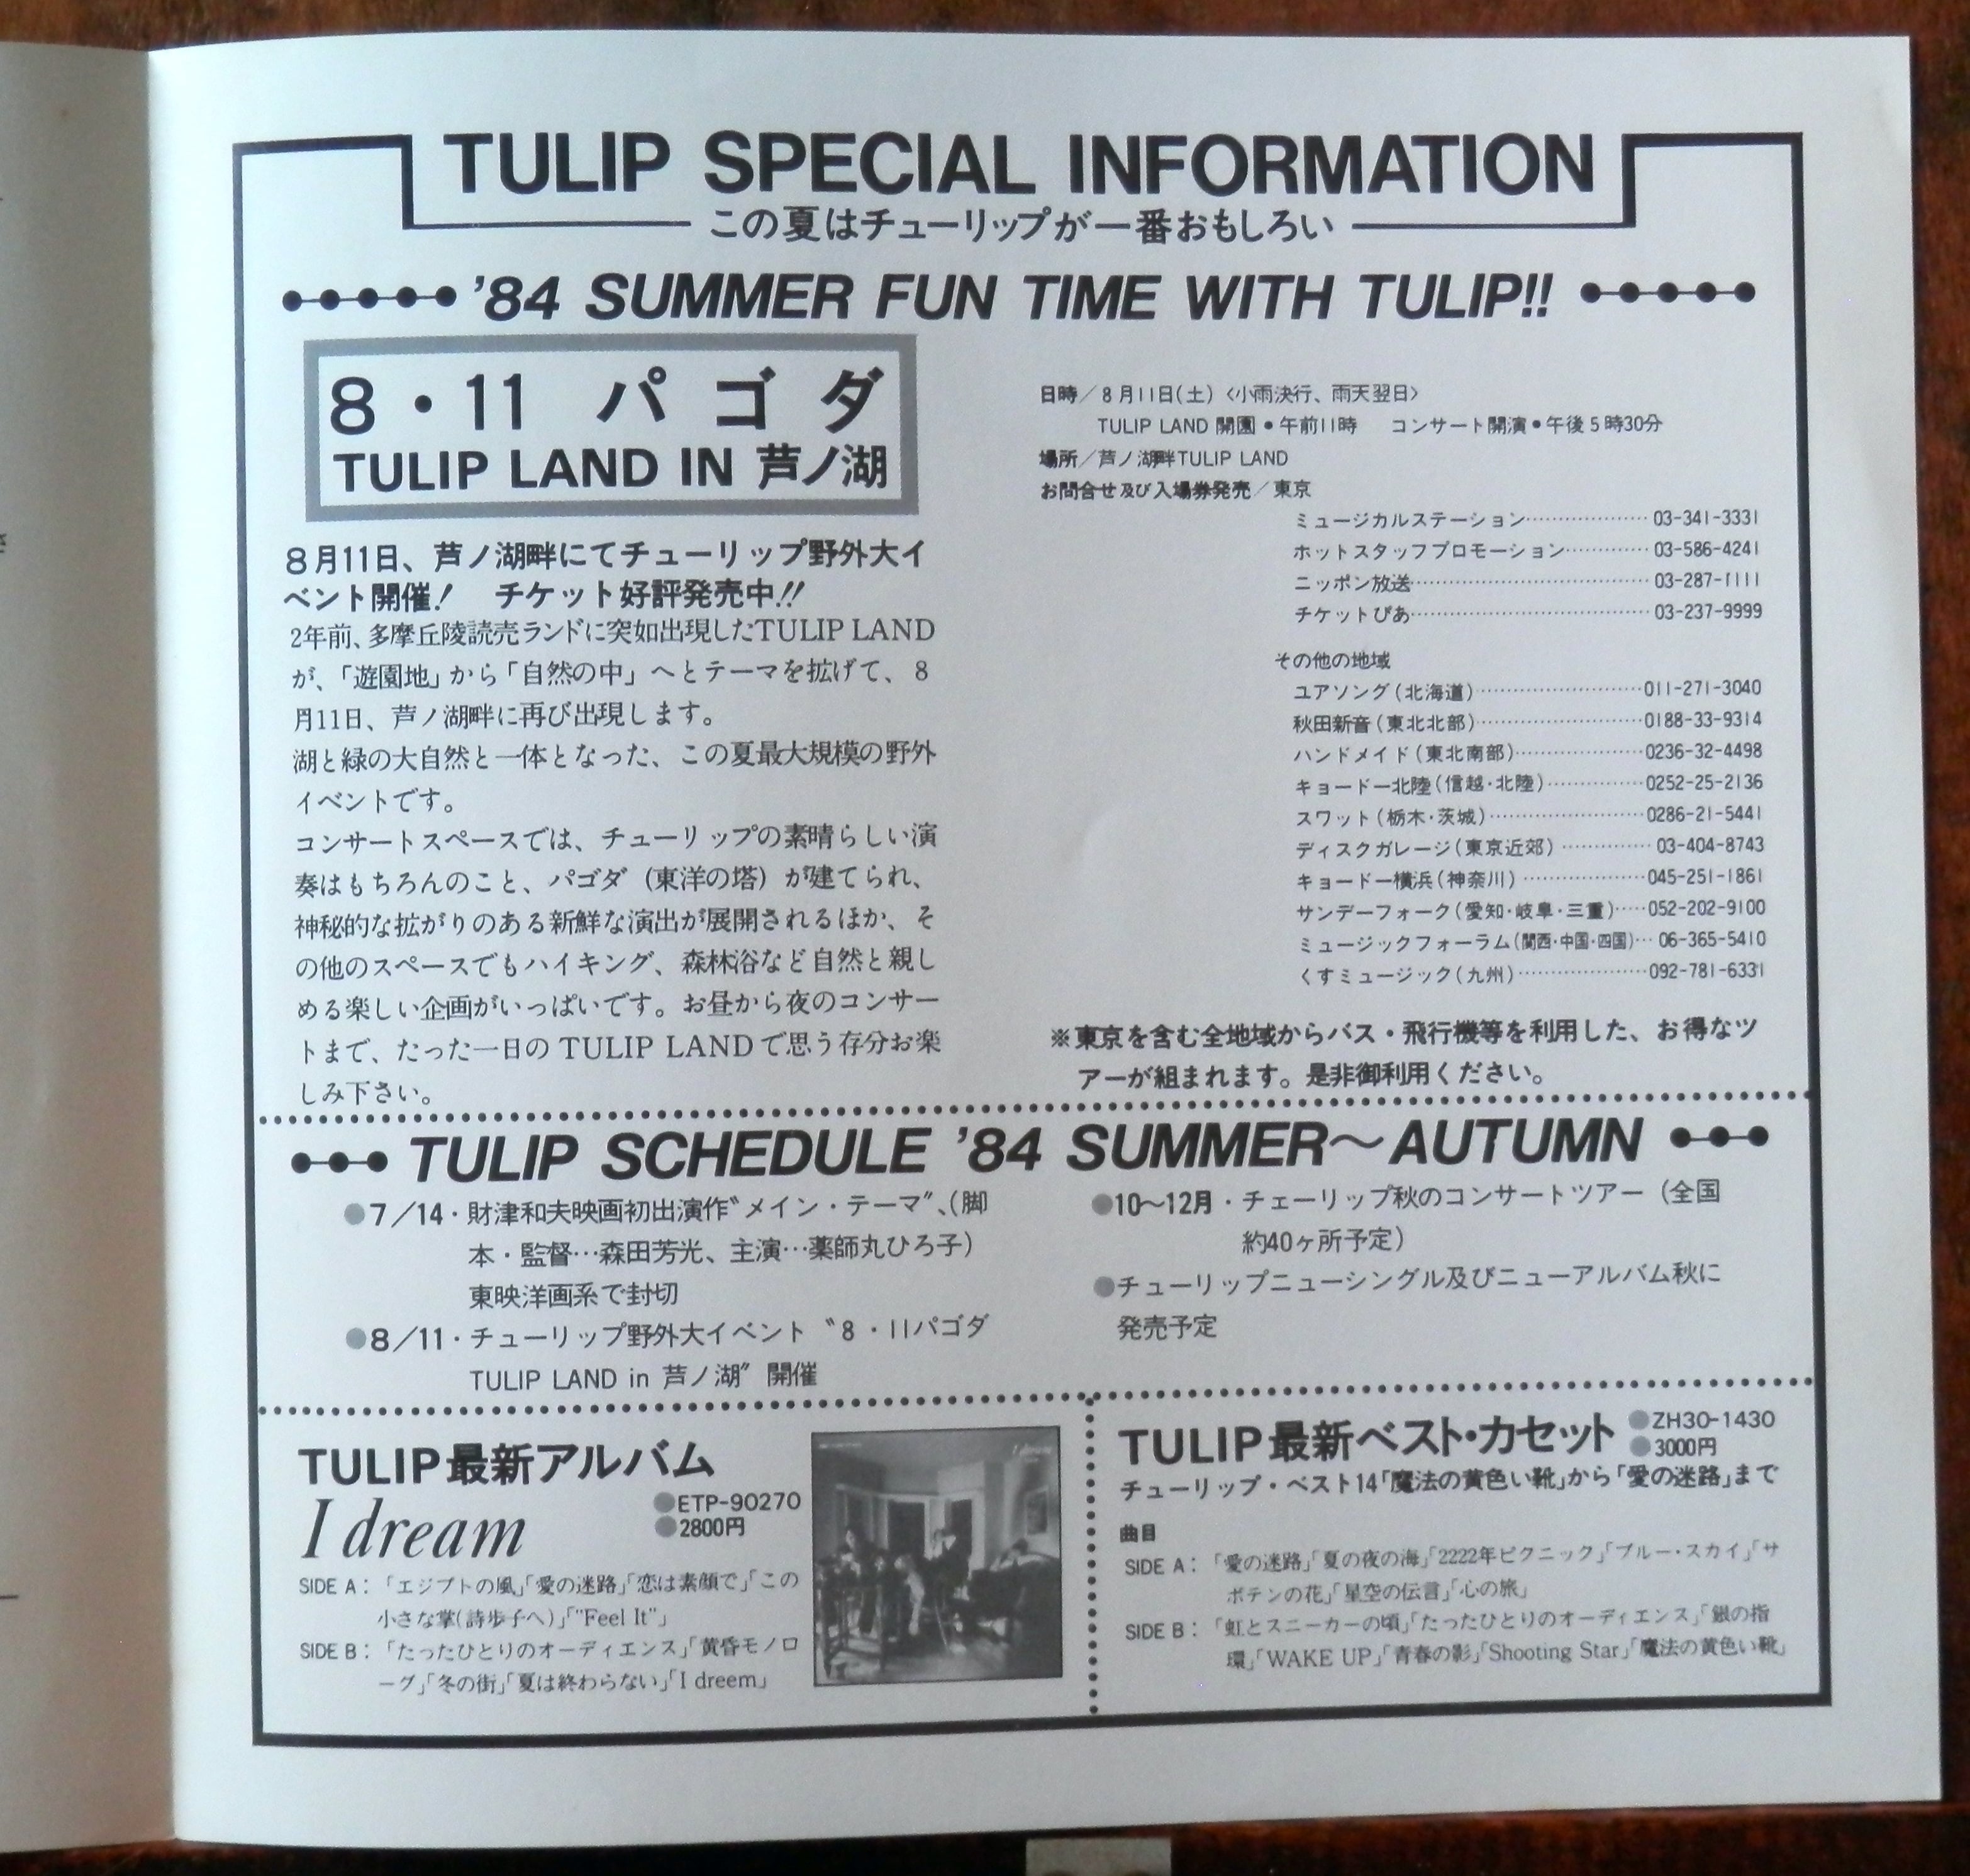 TULIP SPECIAL INFORMATION
この夏はチューリップが一番おもしろい
'84 SUMMER FUN TIME WITH TULIP!!
8・11 パゴダ
TULIP LAND IN 芦ノ湖
8月11日、芦ノ湖畔にてチューリップ野外大イ
ベント開催! チケット好評発売中!!
2年前、多摩丘陵読売ランドに突如出現したTULIP LAND
が、「遊園地」から「自然の中」へとテーマを拡げて、8
月11日、芦ノ湖畔に再び出現します。
湖と緑の大自然と一体となった、この夏最大規模の野外
イベントです。
コンサートスペースでは、チューリップの素晴らしい演
奏はもちろんのこと、パゴダ(東洋の塔)が建てられ、
神秘的な拡がりのある新鮮な演出が展開されるほか、そ
の他のスペースでもハイキング、森林浴など自然と親し
める楽しい企画がいっぱいです。お昼から夜のコンサー
トまで、たった一日の TULIP LANDで思う存分お楽
しみ下さい。
日時/8月11日(土)〈小雨決行、雨天翌日〉
TULIP LAND 開園●午前11時 コンサート開演●午後5時30分
場所/芦ノ湖畔TULIP LAND
お問合せ及び入場券発売/東京
ミュージカルステーション…………03-341-3331
ホットスタッフプロモーション…………03-586-4241
ニッポン放送…………03-287-1111
チケットぴあ…………03-237-9999
その他の地域
ユアソング(北海道)…………011-271-3040
秋田新音(東北北部)…………0188-33-9314
ハンドメイド(東北南部)…………0236-32-4498
キョードー北陸(信越・北陸)…………0252-25-2136
スワット(栃木・茨城)…………0286-21-5441
ディスクガレージ(東京近郊)…………03-404-8743
キョードー横浜(神奈川)…………045-251-1861
サンデーフォーク(愛知・岐阜・三重)……052-202-9100
ミュージックフォーラム(関西・中国・四国)…06-365-5410
くすミュージック(九州)…………092-781-6331
※東京を含む全地域からバス・飛行機等を利用した、お得なツ
アーが組まれます。是非御利用ください。
TULIP SCHEDULE '84 SUMMER〜AUTUMN
●7/14・財津和夫映画初出演作〝メイン・テーマ〟、(脚
本・監督…森田芳光、主演…薬師丸ひろ子)
東映洋画系で封切
●8/11・チューリップ野外大イベント〝8・11パゴダ
TULIP LAND in 芦ノ湖〟開催
●10〜12月・チェーリップ秋のコンサートツアー(全国
約40ヶ所予定)
●チューリップニューシングル及びニューアルバム秋に
発売予定
TULIP最新アルバム
I dream
●ETP-90270
●2800円
SIDE A:「エジプトの風」「愛の迷路」「恋は素顔で」「この
小さな掌(詩歩子へ)」「"Feel It"」
SIDE B:「たったひとりのオーディエンス」「黄昏モノロ
ーグ」「冬の街」「夏は終わらない」「I dreem」
I dream
TULIP最新ベスト・カセット
●ZH30-1430
●3000円
チューリップ・ベスト14「魔法の黄色い靴」から「愛の迷路」まで
曲目
SIDE A:「愛の迷路」「夏の夜の海」「2222年ピクニック」「ブルー・スカイ」「サ
ボテンの花」「星空の伝言」「心の旅」
SIDE B:「虹とスニーカーの頃」「たったひとりのオーディエンス」「銀の指
環」「WAKE UP」「青春の影」「Shooting Star」「魔法の黄色い靴」